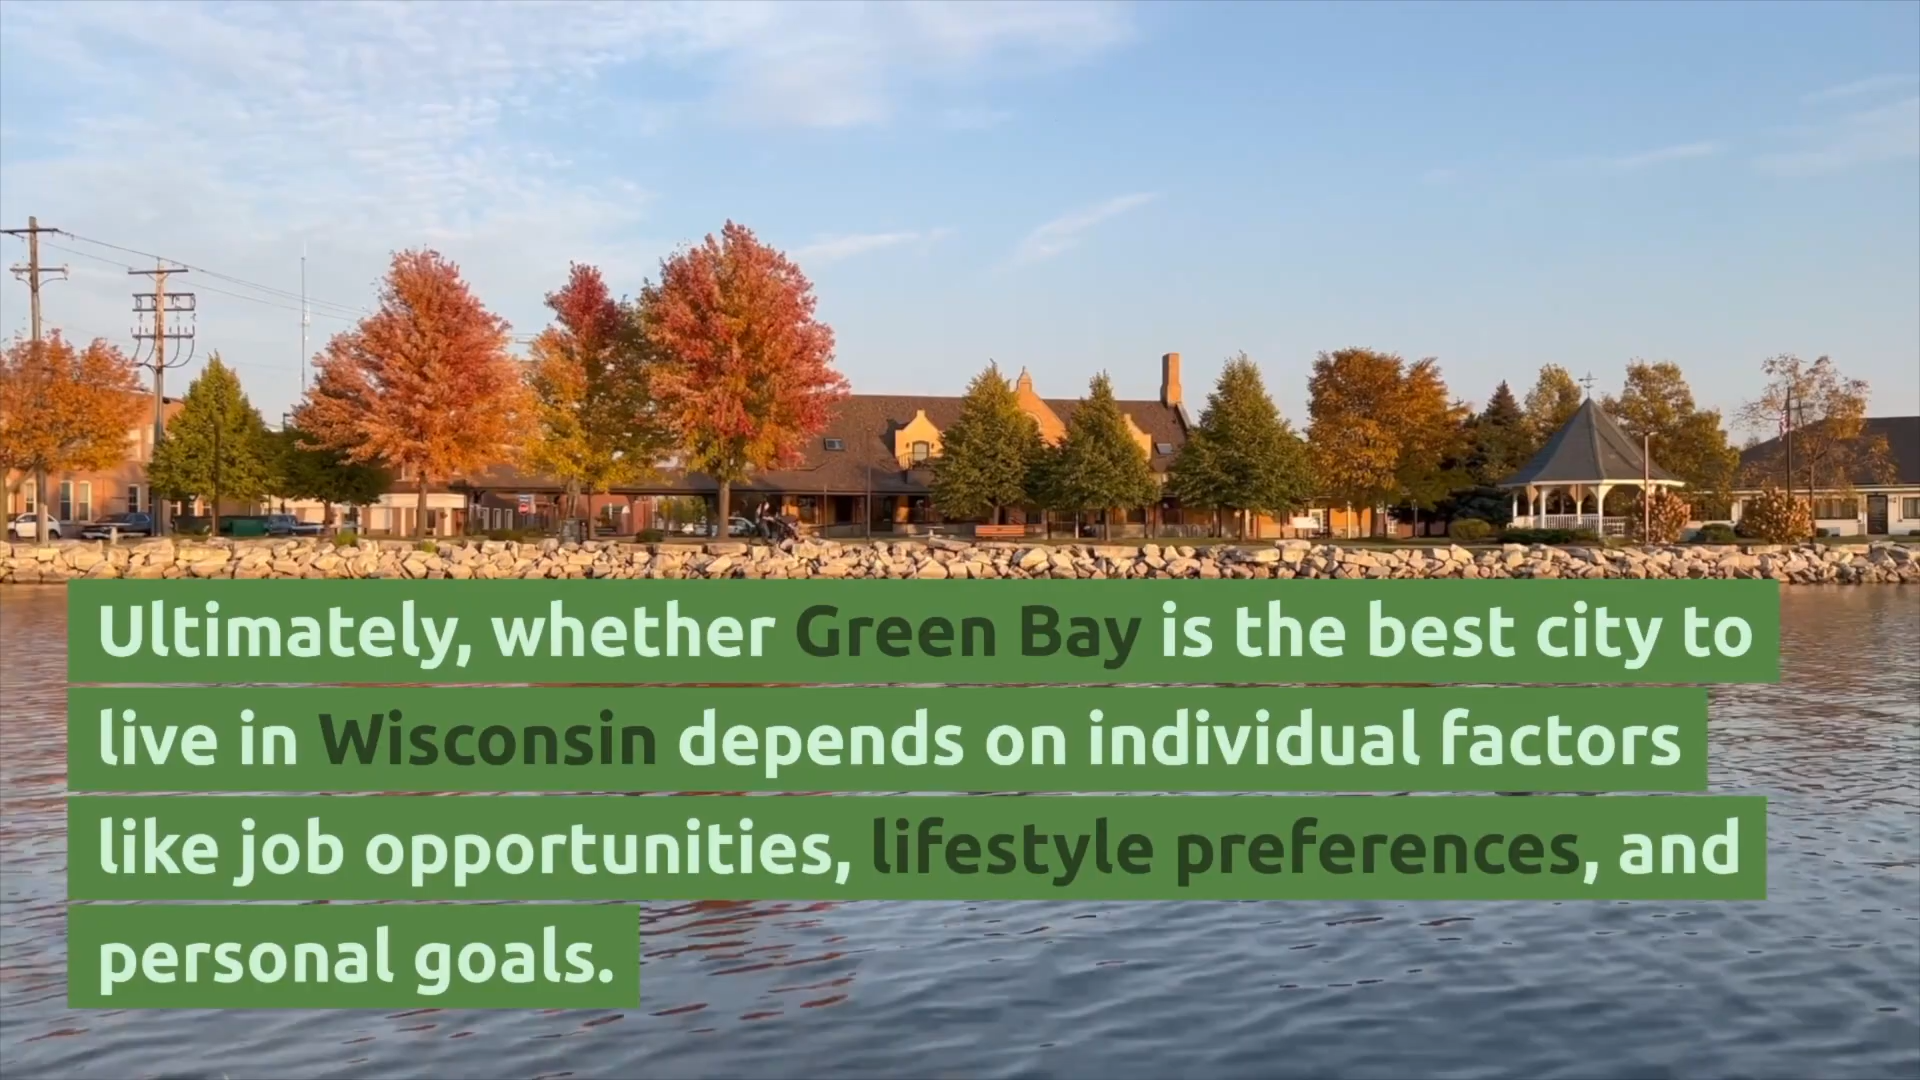 Ultimately, whether Green Bay is the best city to
live in Wisconsin depends on individual factors
like job opportunities, lifestyle preferences, and
personal goals.